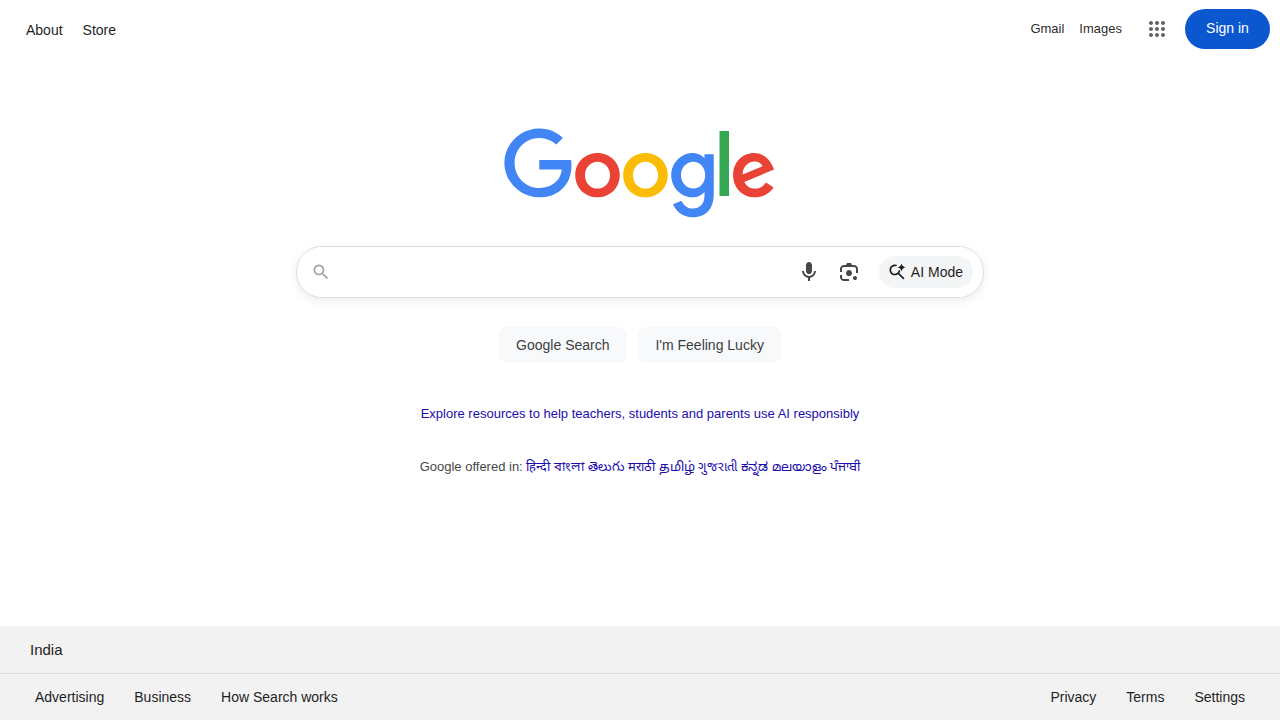 About Store Gmail Images Sign in
Google
AI Mode
Google Search I'm Feeling Lucky
Explore resources to help teachers, students and parents use AI responsibly
Google offered in: हिन्दी বাংলা తెలుగు मराठी தமிழ் ગુજરાતી ಕನ್ನಡ മലയാളം ਪੰਜਾਬੀ
India
Advertising Business How Search works Privacy Terms Settings